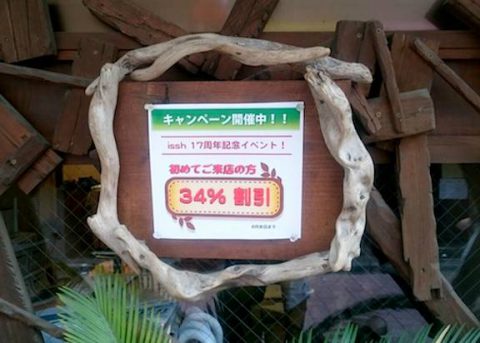 キャンペーン開催中！！
issh 17周年記念イベント！
初めてご来店の方
34% 割引